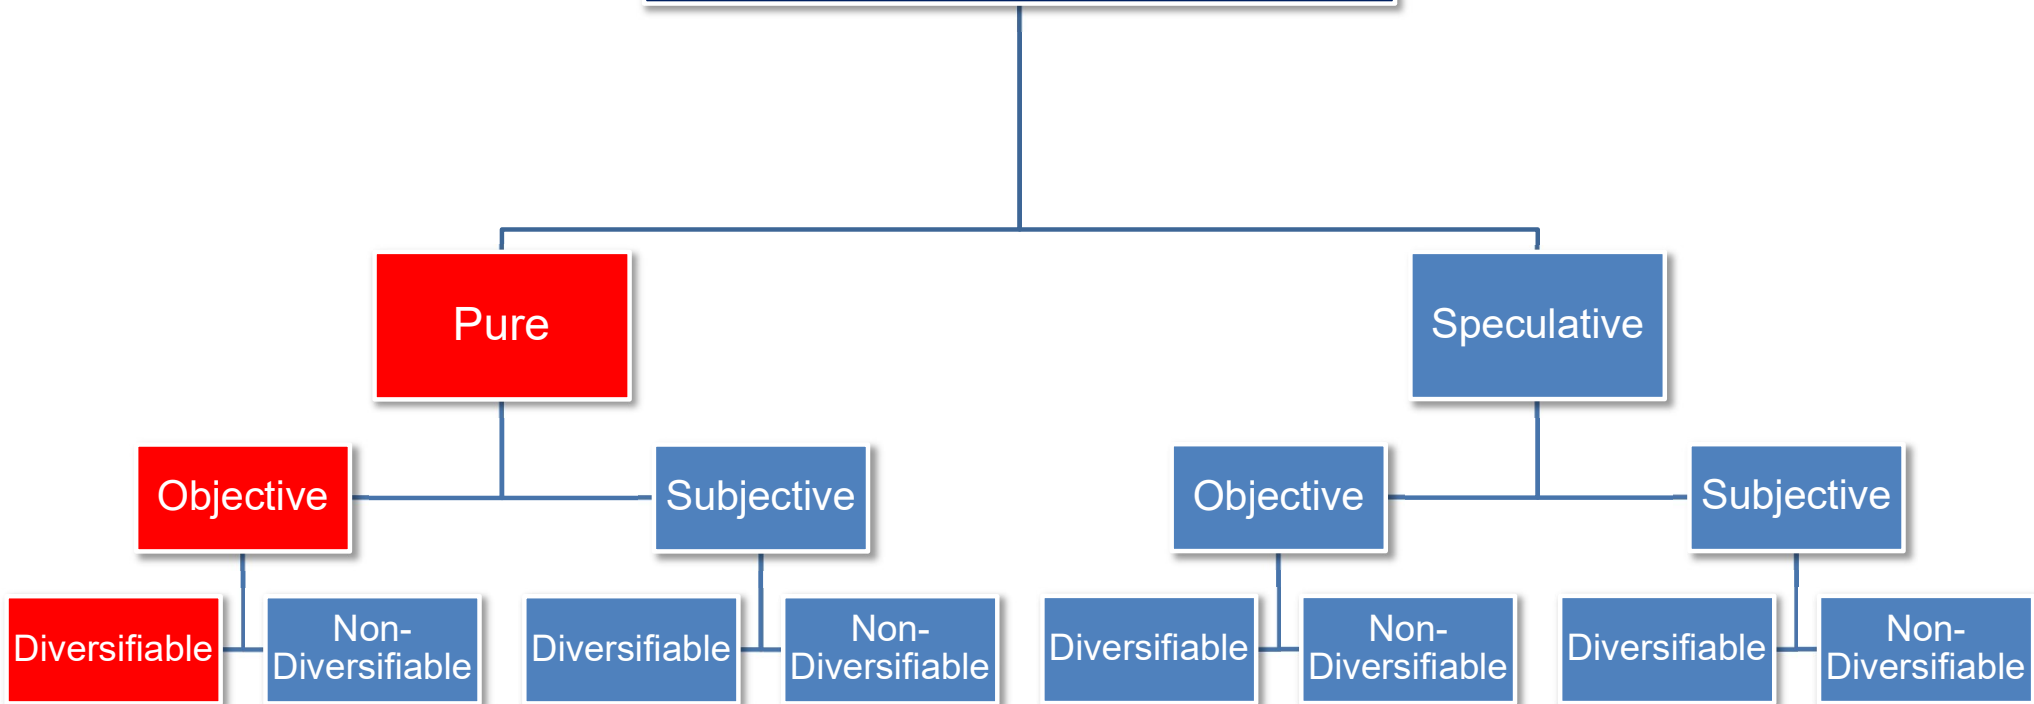 Pure
Speculative
Objective
Subjective
Objective
Subjective
Diversifiable
Non-
Diversifiable
Diversifiable
Non-
Diversifiable
Diversifiable
Non-
Diversifiable
Diversifiable
Non-
Diversifiable